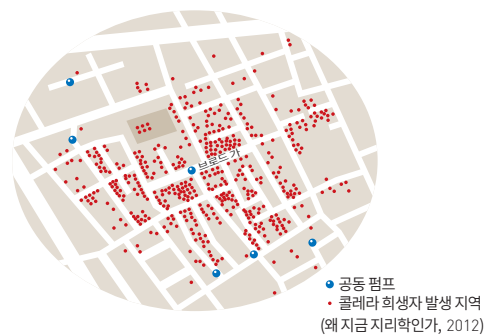 브로드 가
공동 펌프
콜레라 희생자 발생 지역
(왜 지금 지리학인가, 2012)